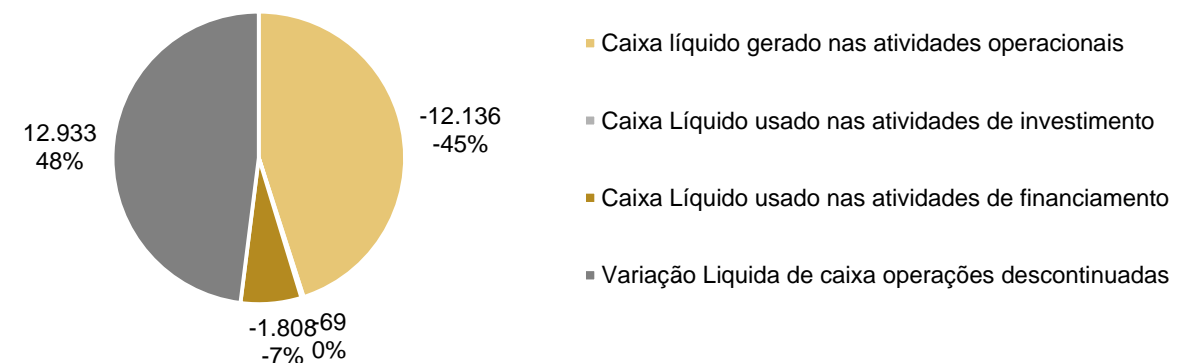 12.933
48%
-12.136
-45%
-1.808
-7%
-69
0%
Caixa líquido gerado nas atividades operacionais
Caixa Líquido usado nas atividades de investimento
Caixa Líquido usado nas atividades de financiamento
Variação Liquida de caixa operações descontinuadas